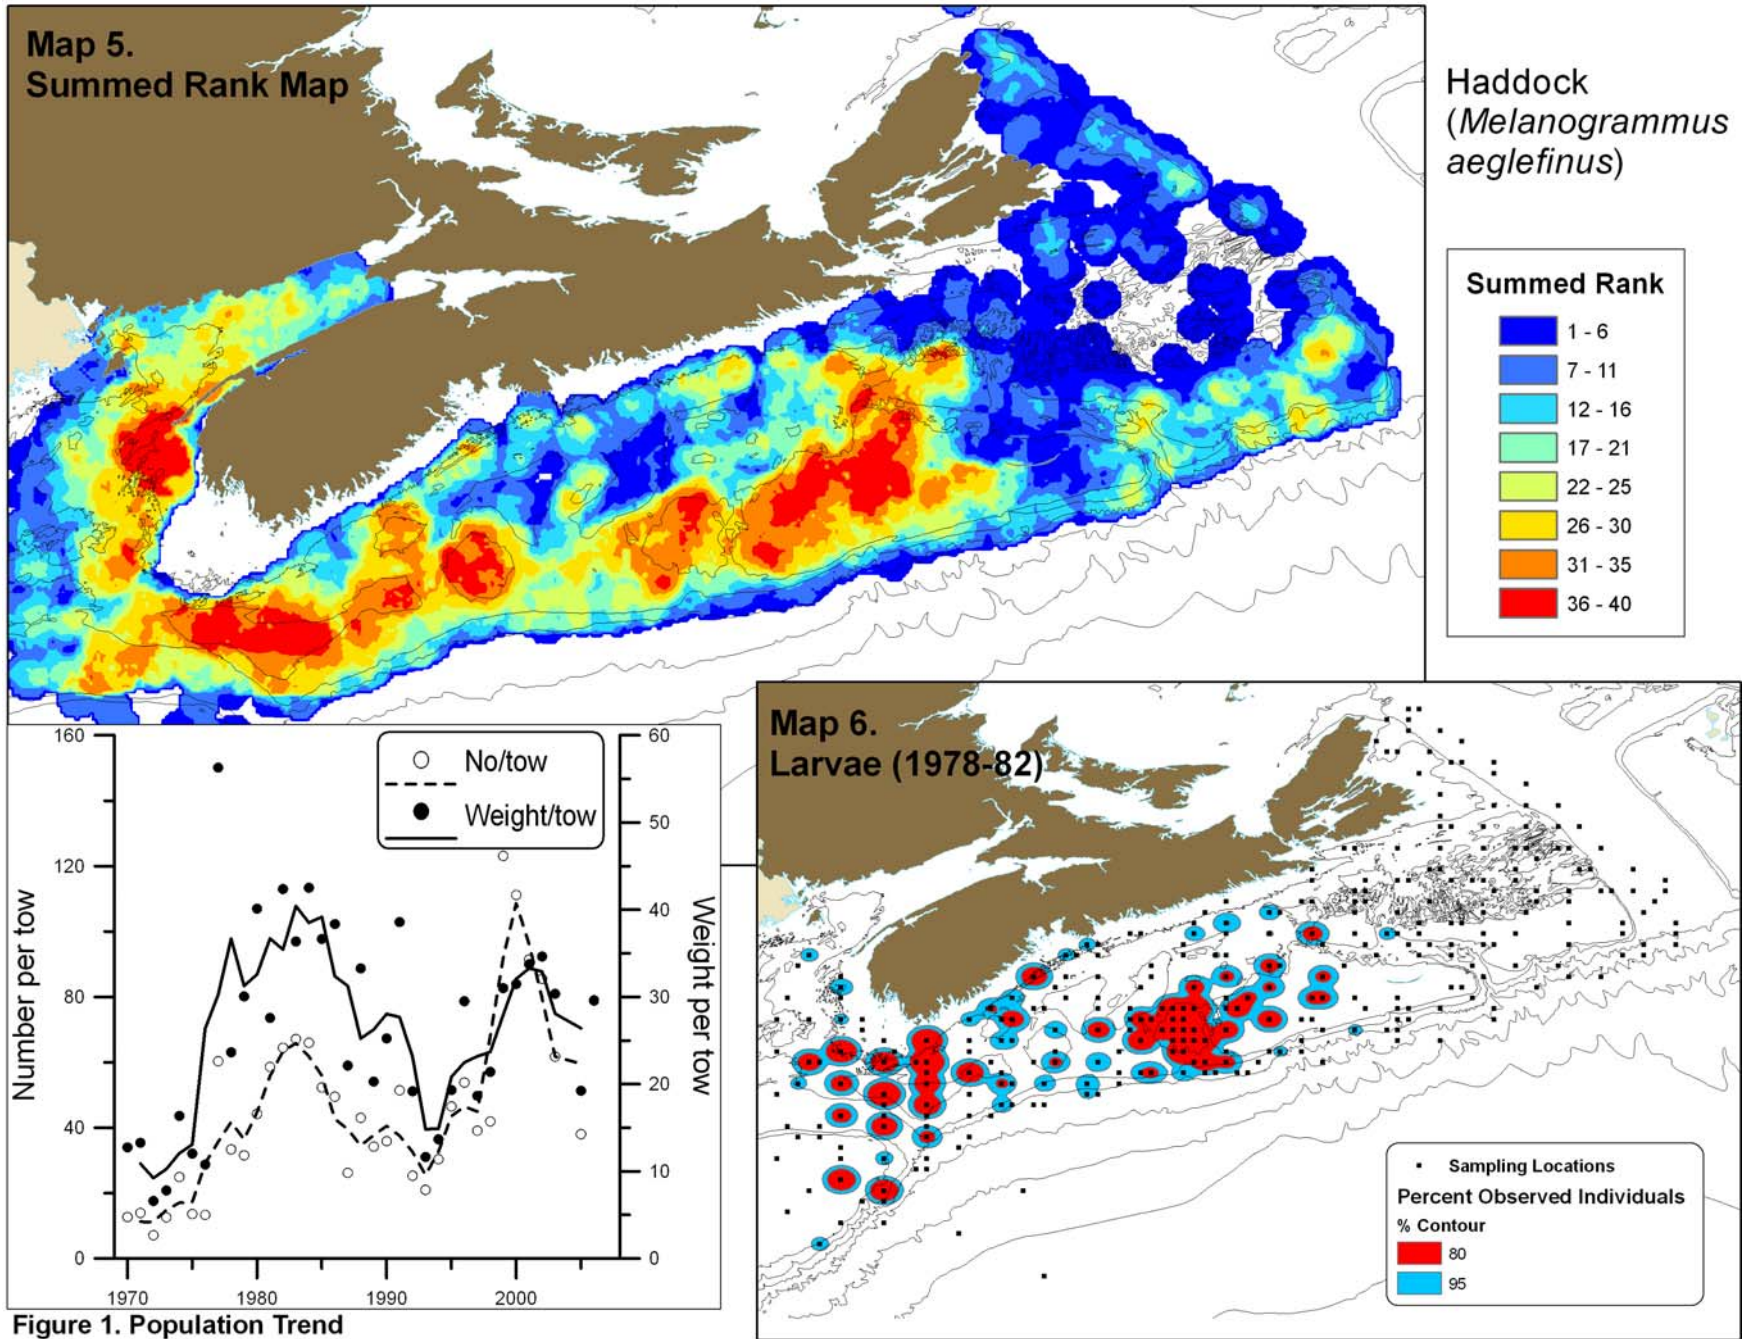 Map 5.
Summed Rank Map
Haddock
(Melanogrammus
aeglefinus)
Summed Rank
1 - 6
7 - 11
12 - 16
17 - 21
22 - 25
26 - 30
31 - 35
36 - 40
160
120
80
40
0
Number per tow
No/tow
Weight/tow
60
50
40
30
20
10
0
Weight per tow
1970
1980
1990
2000
Figure 1. Population Trend
Map 6.
Larvae (1978-82)
Sampling Locations
Percent Observed Individuals
% Contour
80
95